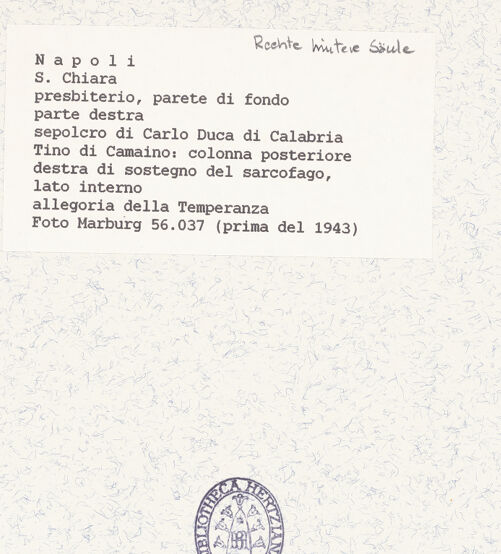 Rechte hintere Säule
N a p o l i
S. Chiara
presbiterio, parete di fondo
parte destra
sepolcro di Carlo Duca di Calabria
Tino di Camaino: colonna posteriore
destra di sostegno del sarcofago,
lato interno
allegoria della Temperanza
Foto Marburg 56.037 (prima del 1943)
BIBLIOTHECA HERTZIAN